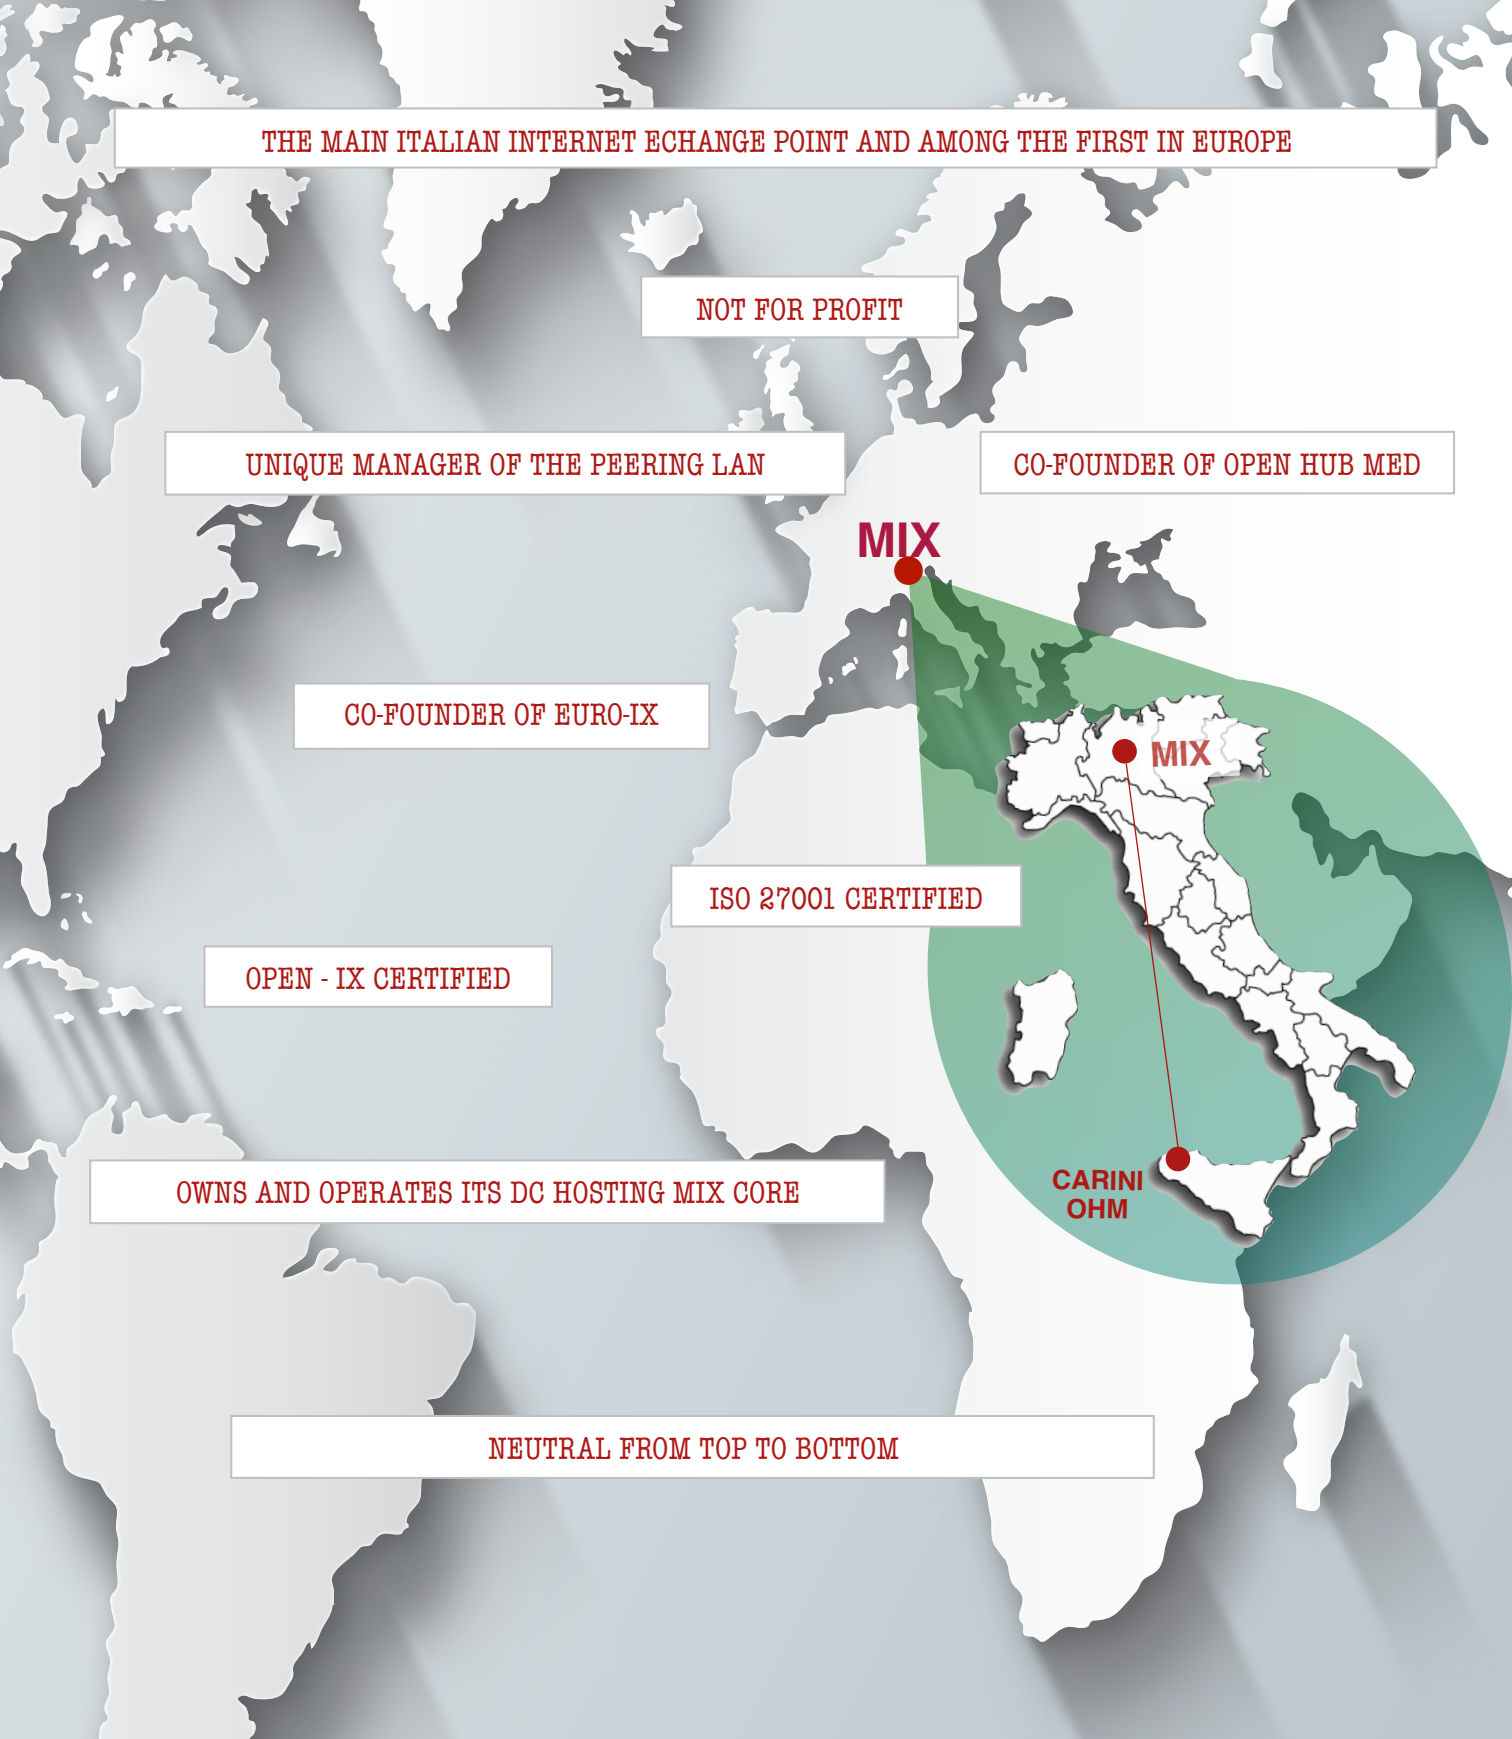 THE MAIN ITALIAN INTERNET ECHANGE POINT AND AMONG THE FIRST IN EUROPE
NOT FOR PROFIT
UNIQUE MANAGER OF THE PEERING LAN
CO-FOUNDER OF OPEN HUB MED
MIX
CO-FOUNDER OF EURO-IX
MIX
ISO 27001 CERTIFIED
OPEN - IX CERTIFIED
CARINI
OHM
OWNS AND OPERATES ITS DC HOSTING MIX CORE
NEUTRAL FROM TOP TO BOTTOM